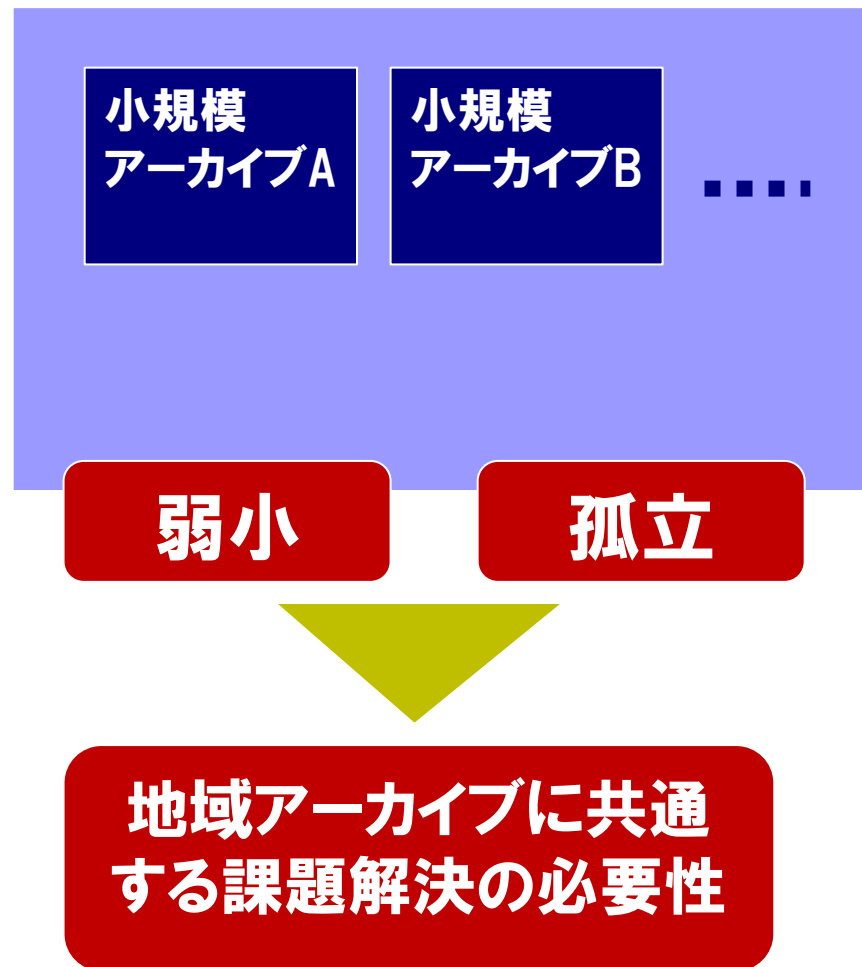 小規模
アーカイブA
小規模
アーカイブB
弱小
孤立
地域アーカイブに共通
する課題解決の必要性